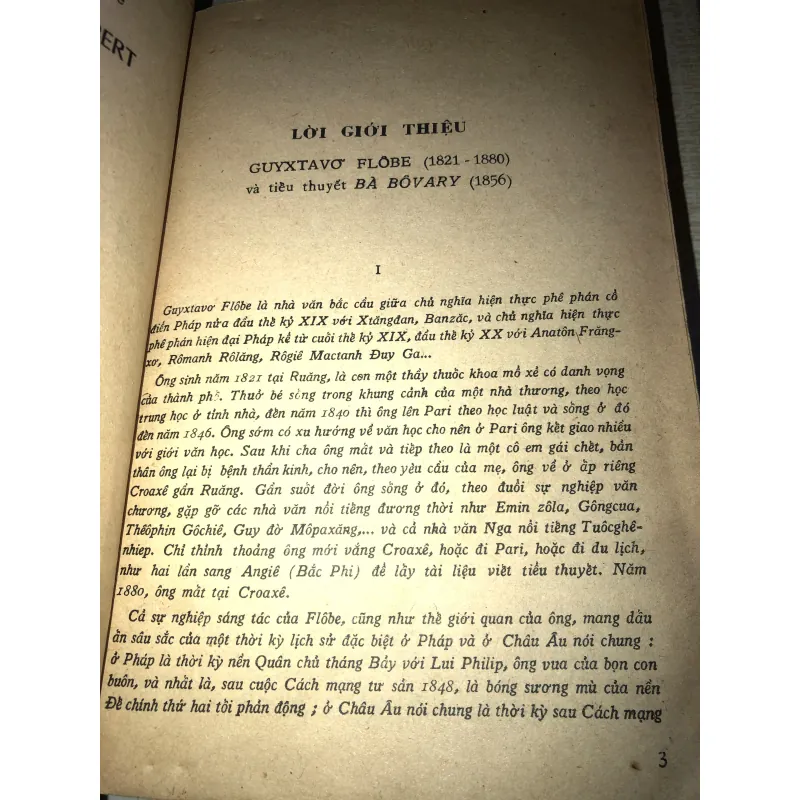 BERT
LỜI GIỚI THIỆU
GUYXTAVƠ FLÔBE (1821 - 1880)
và tiểu thuyết BÀ BÔVARY (1856)
I
Guyxtavơ Flôbe là nhà văn bắc cầu giữa chủ nghĩa hiện thực phê phán cổ
điển Pháp nửa đầu thế kỷ XIX với Xtăngđan, Banzăc, và chủ nghĩa hiện thực
phê phán hiện đại Pháp kể từ cuối thế kỷ XIX, đầu thế kỷ XX với Anatôn Frăng-
xơ, Rômanh Rôlăng, Rôgiê Mactanh Đuy Ga...
Ông sinh năm 1821 tại Ruăng, là con một thầy thuốc khoa mổ xẻ có danh vọng
của thành phố. Thuở bé sống trong khung cảnh của một nhà thương, theo học
trung học ở tỉnh nhà, đến năm 1840 thì ông lên Pari theo học luật và sống ở đó
đến năm 1846. Ông sớm có xu hướng về văn học cho nên ở Pari ông kết giao nhiều
với giới văn học. Sau khi cha ông mất và tiếp theo là một cô em gái chết, bản
thân ông lại bị bệnh thần kinh, cho nên, theo yêu cầu của mẹ, ông về ở ấp riêng
Croaxê gần Ruăng. Gần suốt đời ông sống ở đó, theo đuổi sự nghiệp văn
chương, gặp gỡ các nhà văn nổi tiếng đương thời như Emin zôla, Gôngcua,
Thêôphin Gôchiê, Guy đờ Môpaxăng,... và cả nhà văn Nga nổi tiếng Tuôcghê-
nhiep. Chỉ thỉnh thoảng ông mới vắng Croaxê, hoặc đi Pari, hoặc đi du lịch,
như hai lần sang Angiê (Bắc Phi) để lấy tài liệu viết tiểu thuyết. Năm
1880, ông mất tại Croaxê.
Cả sự nghiệp sáng tác của Flôbe, cũng như thế giới quan của ông, mang dấu
ấn sâu sắc của một thời kỳ lịch sử đặc biệt ở Pháp và ở Châu Âu nói chung :
ở Pháp là thời kỳ nền Quân chủ tháng Bảy với Lui Philip, ông vua của bọn con
buôn, và nhất là, sau cuộc Cách mạng tư sản 1848, là bóng sương mù của nền
Đế chính thứ hai tối phản động ; ở Châu Âu nói chung là thời kỳ sau Cách mạng
3